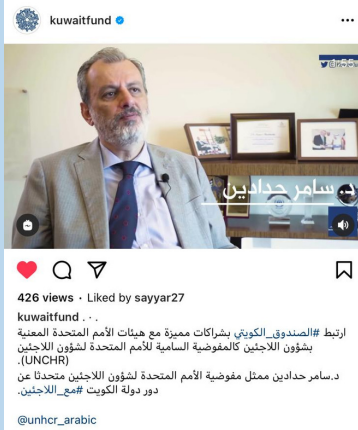 kuwaitfund
د. سامر حدادين
426 views · Liked by sayyar27
kuwaitfund . · .
ارتبط #الصندوق_الكويتي بشراكات مميزة مع هيئات الأمم المتحدة المعنية
بشؤون اللاجئين كالمفوضية السامية للأمم المتحدة لشؤون اللاجئين
(UNCHR).
د.سامر حدادين ممثل مفوضية الأمم المتحدة لشؤون اللاجئين متحدثا عن
دور دولة الكويت #مع_اللاجئين.
@unhcr_arabic